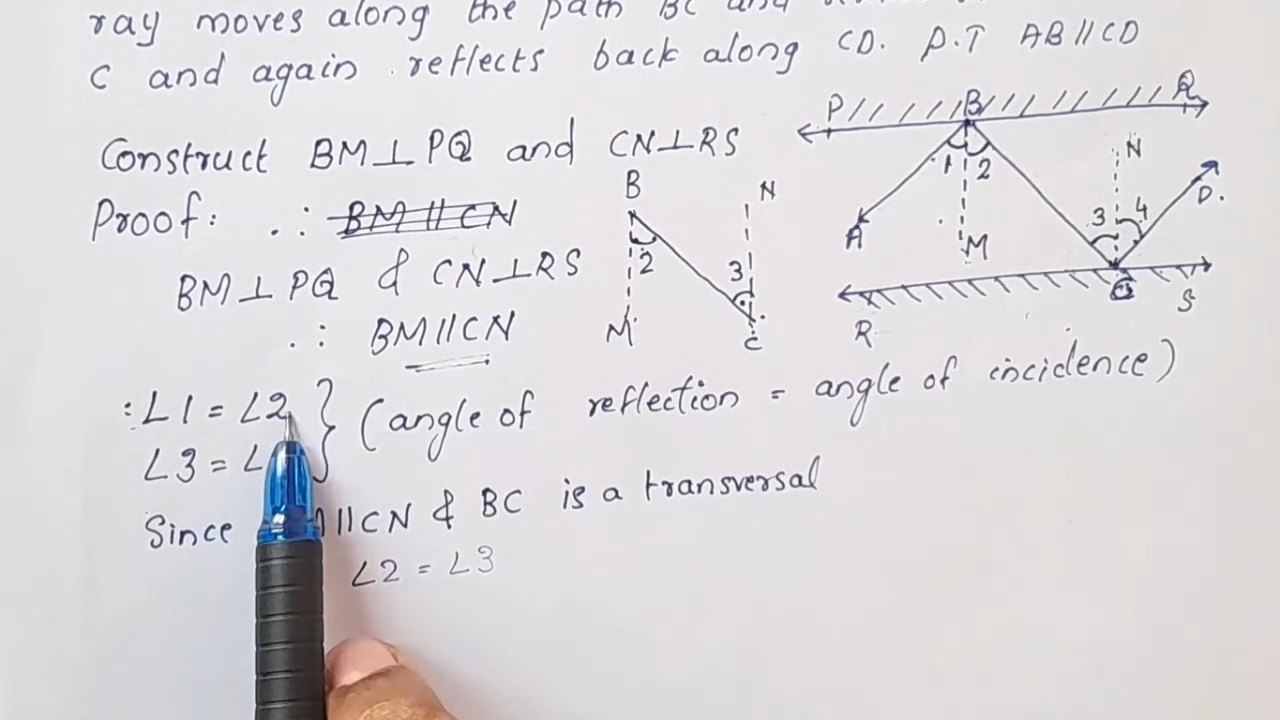 ray moves along the path BC and
C and again reflects back along CD. P.T AB//CD
Construct BM⊥PQ and CN⊥RS
Proof: ∴ BM // CN
BM⊥PQ & CN⊥RS
∴ BM//CN
∠1 = ∠2
∠3 = ∠
(angle of reflection = angle of incidence)
Since //CN & BC is a transversal
∠2 = ∠3
B
N
2
3
M
C
P
B
Q
N
1
2
3
4
D.
A
M
C
R
S